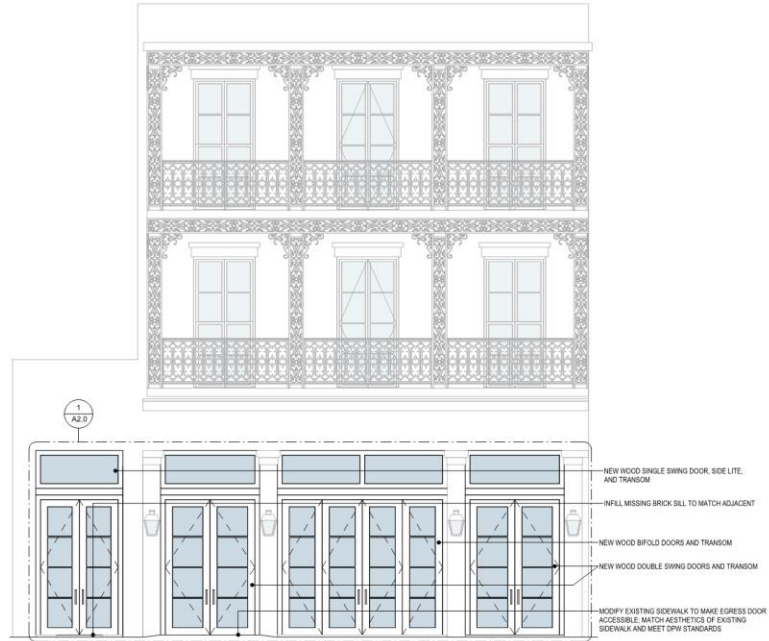 1
A2.0
NEW WOOD SINGLE SWING DOOR, SIDE LITE,
AND TRANSOM
INFILL MISSING BRICK SILL TO MATCH ADJACENT
NEW WOOD BIFOLD DOORS AND TRANSOM
NEW WOOD DOUBLE SWING DOORS AND TRANSOM
MODIFY EXISTING SIDEWALK TO MAKE EGRESS DOOR
ACCESSIBLE; MATCH AESTHETICS OF EXISTING
SIDEWALK AND MEET DPW STANDARDS